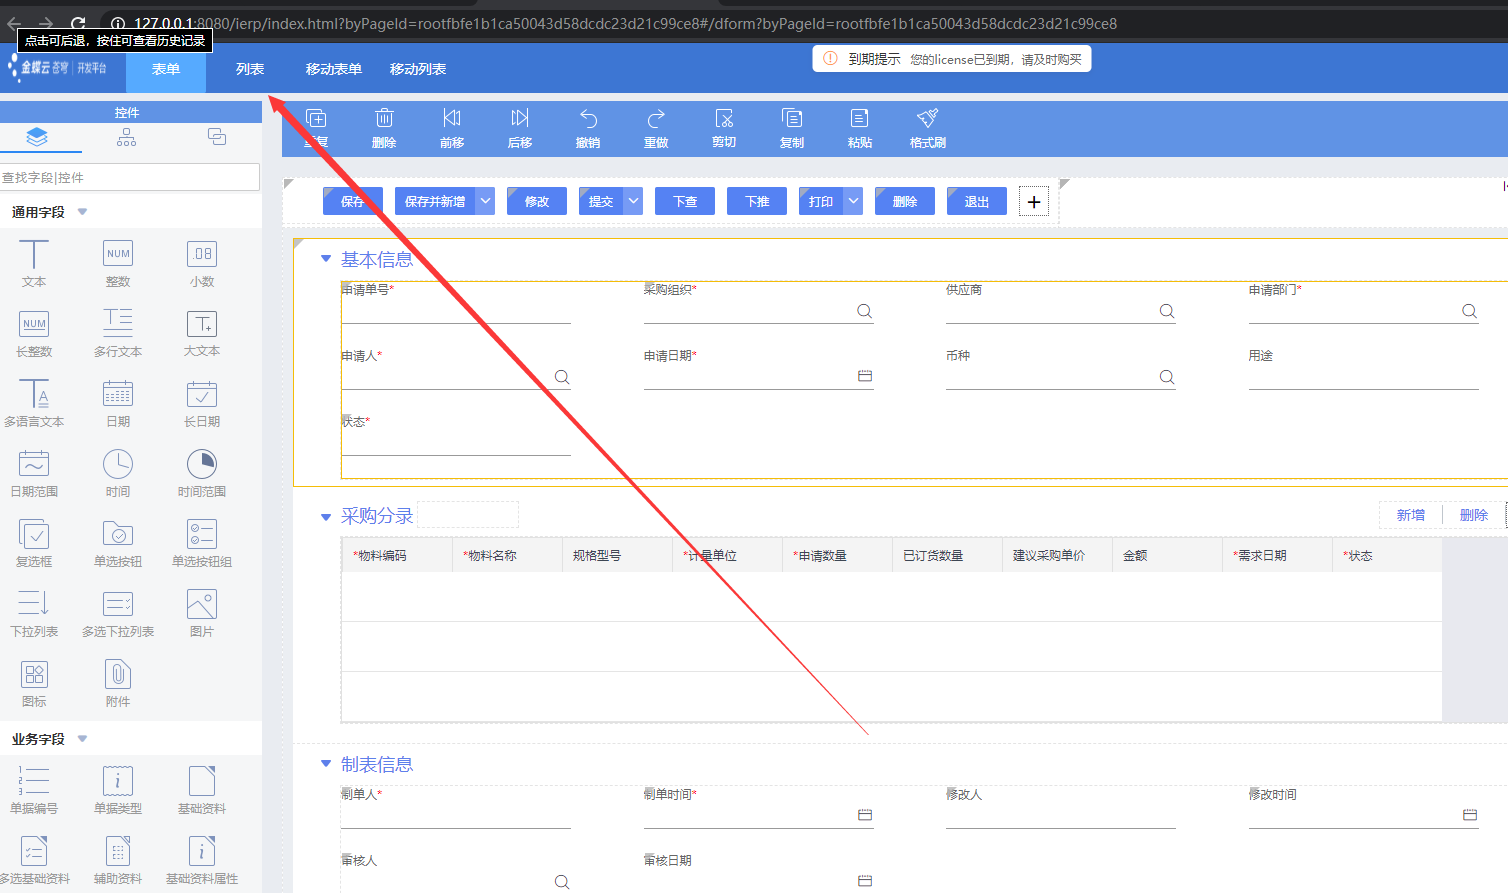 127.0.0.1:8080/ierp/index.html?byPageId=rootfbfe1b1ca50043d58dcdc23d21c99ce8#/dform?byPageId=rootfbfe1b1ca50043d58dcdc23d21c99ce8
点击可后退，按住可查看历史记录
金蝶云 苍穹 | 开发平台
表单 列表 移动表单 移动列表
到期提示 您的license已到期，请及时购买
控件
查找字段|控件
通用字段
文本 整数 小数
长整数 多行文本 大文本
多语言文本 日期 长日期
日期范围 时间 时间范围
复选框 单选按钮 单选按钮组
下拉列表 多选下拉列表 图片
图标 附件
业务字段
单据编号 单据类型 基础资料
多选基础资料 辅助资料 基础资料属性
删除 前移 后移 撤销 重做 剪切 复制 粘贴 格式刷
保存 保存并新增 修改 提交 下查 下推 打印 删除 退出
基本信息
申请单号* 采购组织* 供应商 申请部门*
申请人* 申请日期* 币种 用途
状态*
采购分录 新增 删除
*物料编码 *物料名称 规格型号 *计量单位 *申请数量 已订货数量 建议采购单价 金额 *需求日期 *状态
制表信息
制单人* 制单时间* 修改人 修改时间
审核人 审核日期